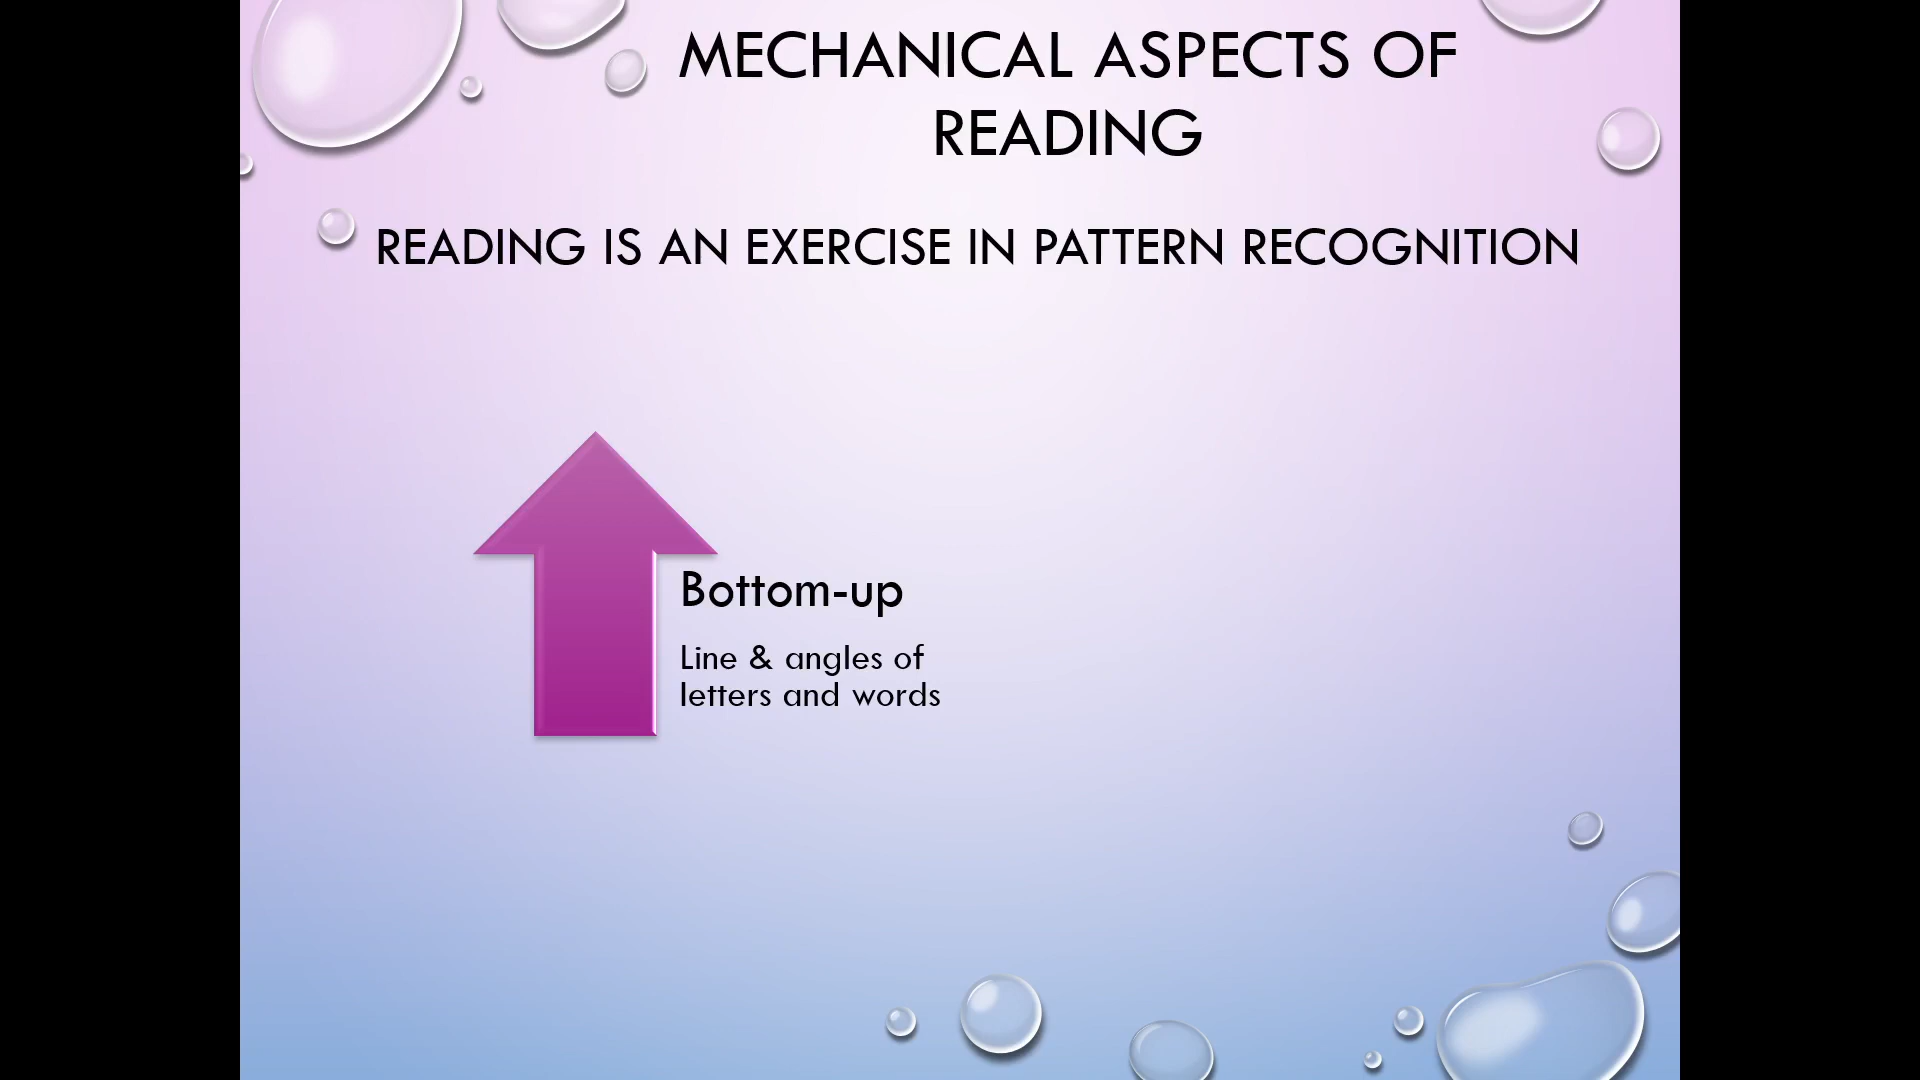 MECHANICAL ASPECTS OF
READING
READING IS AN EXERCISE IN PATTERN RECOGNITION
Bottom-up
Line & angles of
letters and words